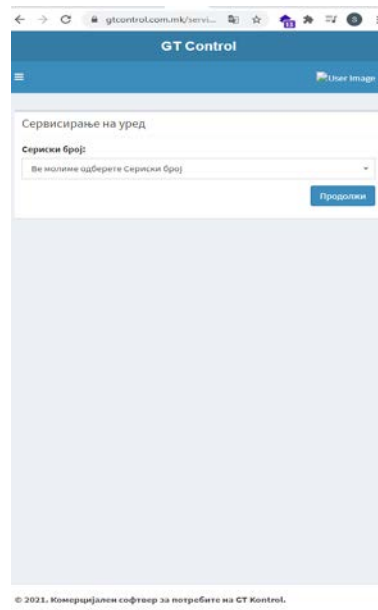 gtcontrol.com.mk/servi...
13
S
GT Control
User Image
Сервисирање на уред
Сериски број:
Ве молиме одберете Сериски број
Продолжи
© 2021. Комерцијален софтвер за потребите на GT Kontrol.